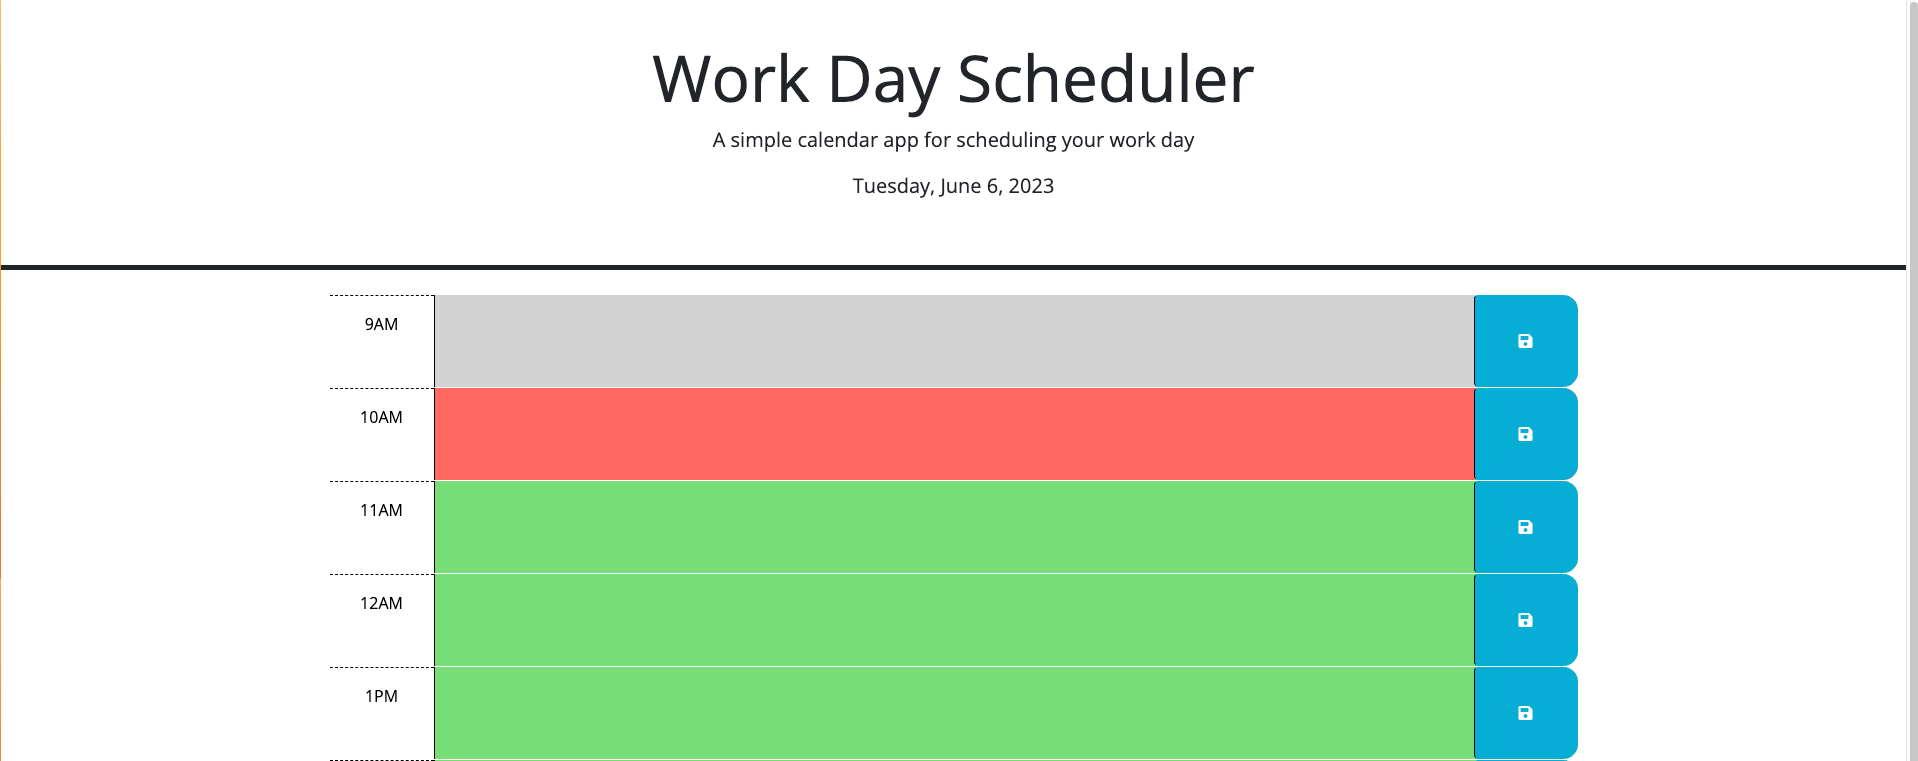 Work Day Scheduler
A simple calendar app for scheduling your work day
Tuesday, June 6, 2023
9AM
10AM
11AM
12AM
1PM